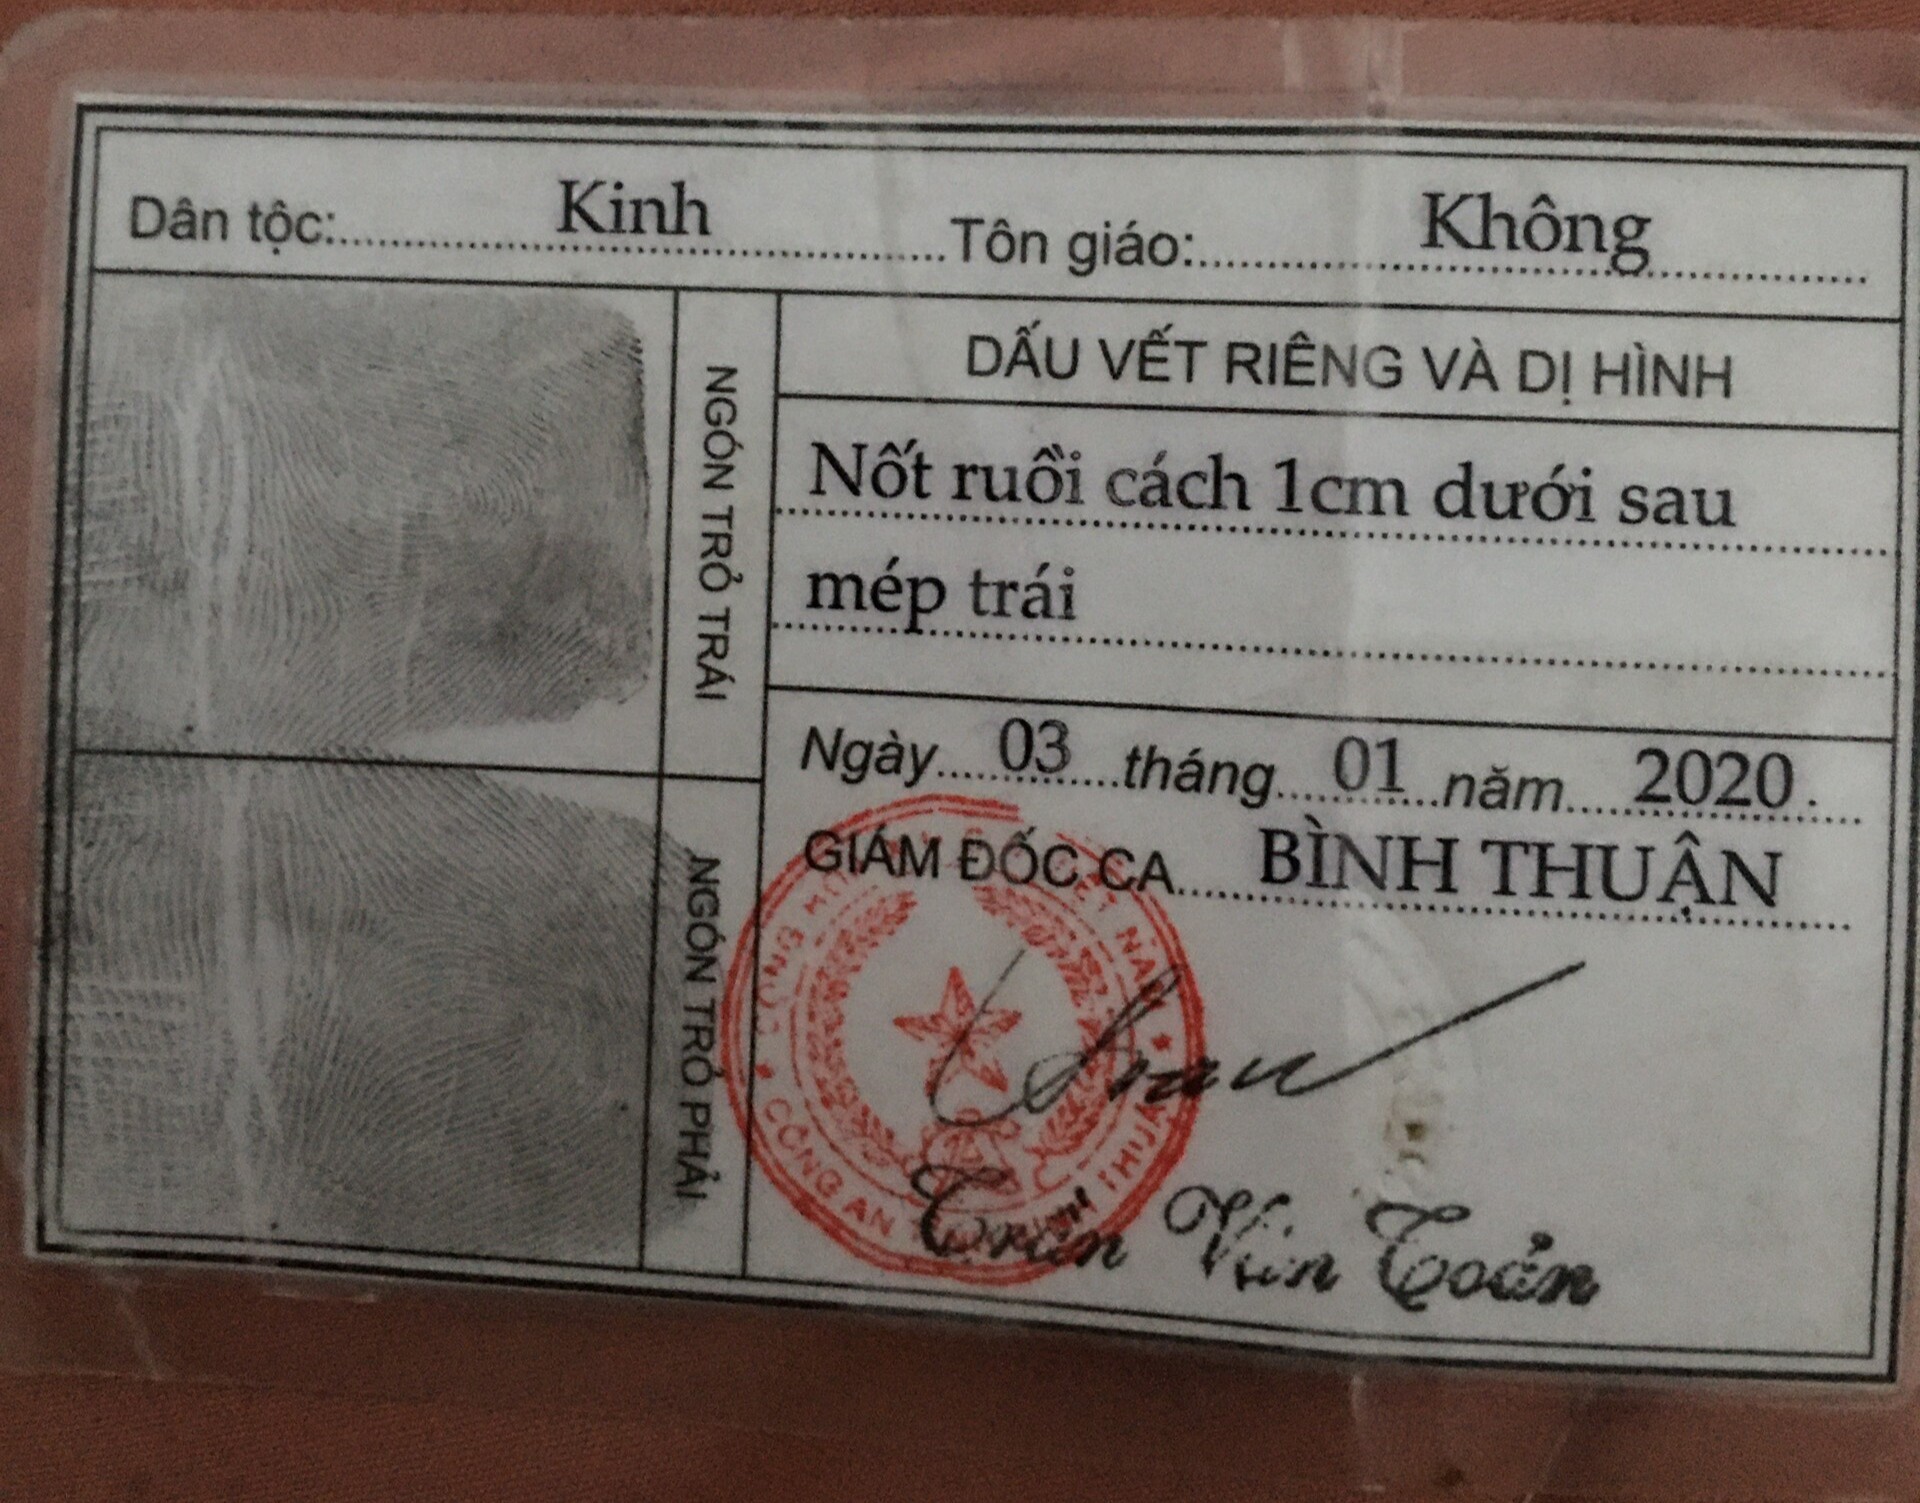 Dân tộc: Kinh Tôn giáo: Không
NGÓN TRỎ TRÁI
DẤU VẾT RIÊNG VÀ DỊ HÌNH
Nốt ruồi cách 1cm dưới sau
mép trái
NGÓN TRỎ PHẢI
Ngày 03 tháng 01 năm 2020
GIÁM ĐỐC CA BÌNH THUẬN
CÔNG AN
Trần Văn Toản